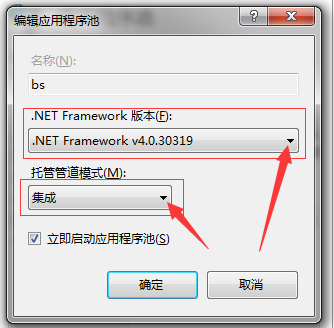 编辑应用程序池
名称(N):
bs
.NET Framework 版本(F):
.NET Framework v4.0.30319
托管管道模式(M):
集成
立即启动应用程序池(S)
确定
取消